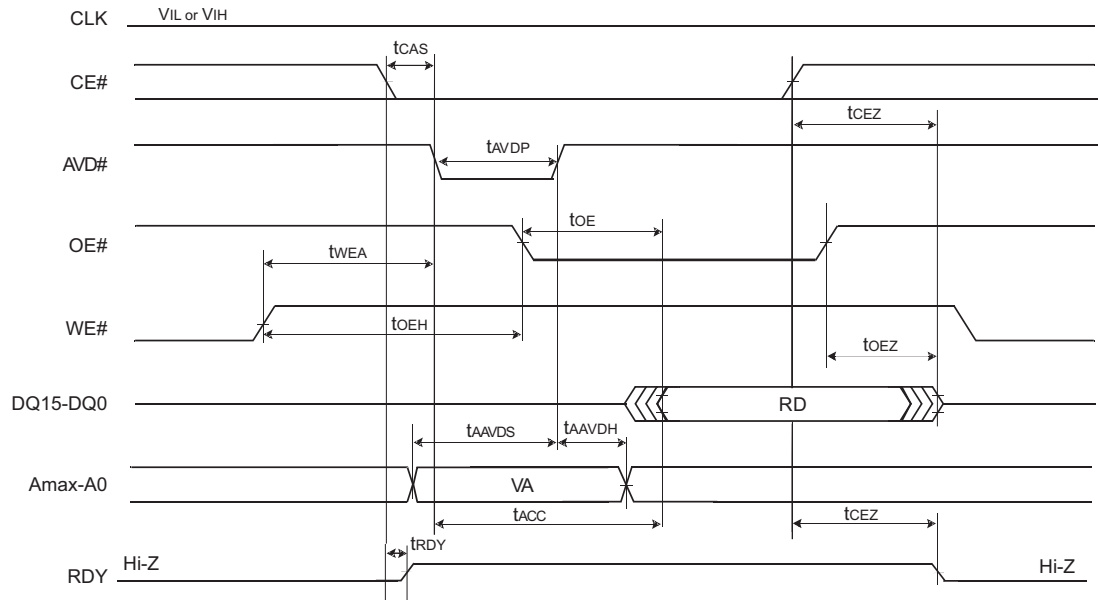 CLK VIL or VIH
tCAS
CE#
tCEZ
tAVDP
AVD#
tOE
OE#
tWEA
WE#
tOEH
tOEZ
DQ15-DQ0 RD
tAAVDS tAAVDH
Amax-A0 VA
tACC tCEZ
tRDY
RDY Hi-Z Hi-Z